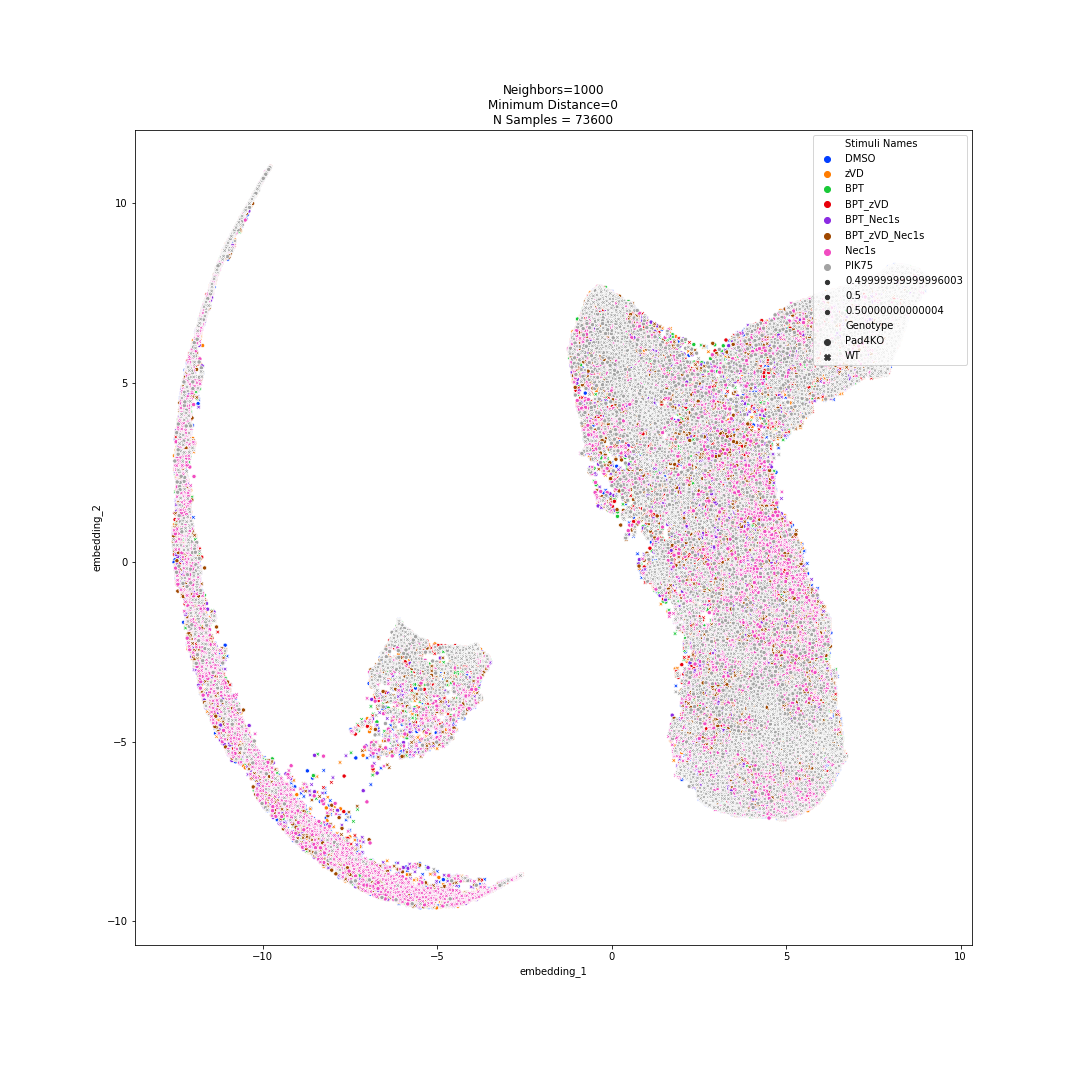 Neighbors=1000
Minimum Distance=0
N Samples = 73600
Stimuli Names
DMSO
zVD
BPT
BPT_zVD
BPT_Nec1s
BPT_zVD_Nec1s
Nec1s
PIK75
0.49999999999996003
0.5
0.50000000000004
Genotype
Pad4KO
WT
10
5
0
−5
−10
embedding_2
−10
−5
0
5
10
embedding_1